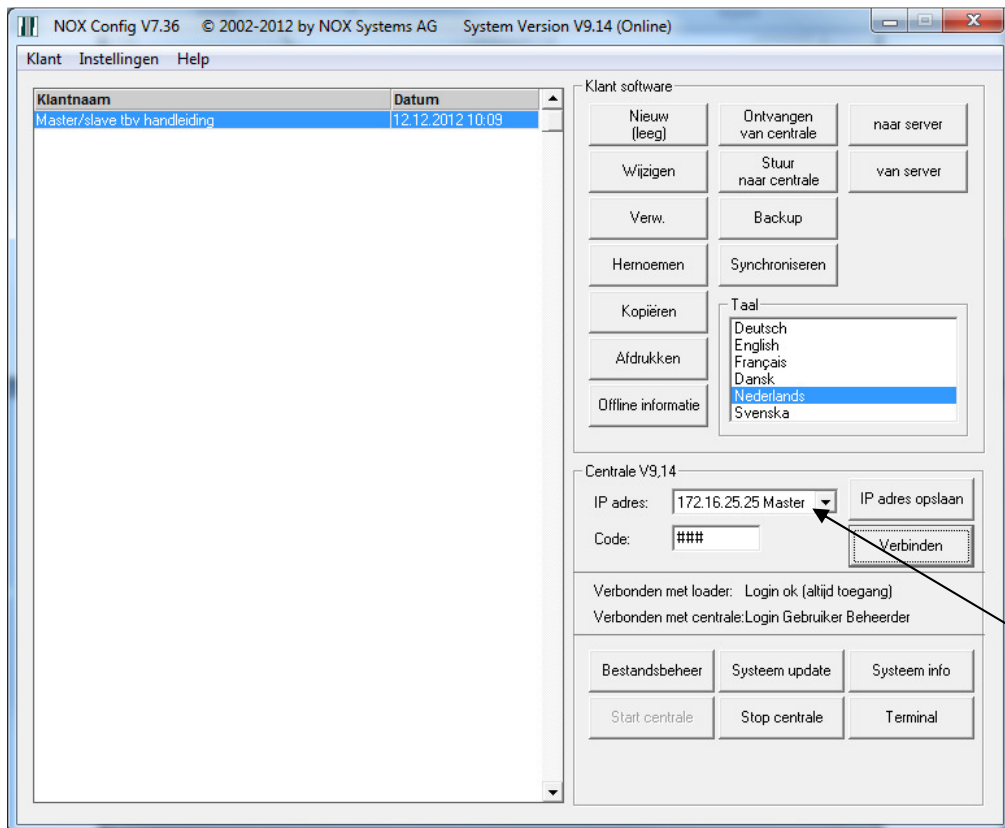 NOX Config V7.36 © 2002-2012 by NOX Systems AG System Version V9.14 (Online)
Klant Instellingen Help
Klantnaam Datum
Master/slave tbv handleiding 12.12.2012 10:09
Klant software
Nieuw
(leeg)
Ontvangen
van centrale
naar server
Wijzigen
Stuur
naar centrale
van server
Verw.
Backup
Hernoemen
Synchroniseren
Kopiëren
Afdrukken
Offline informatie
Taal
Deutsch
English
Français
Dansk
Nederlands
Svenska
Centrale V9,14
IP adres: 172.16.25.25 Master
IP adres opslaan
Code: ###
Verbinden
Verbonden met loader: Login ok (altijd toegang)
Verbonden met centrale:Login Gebruiker Beheerder
Bestandsbeheer
Systeem update
Systeem info
Start centrale
Stop centrale
Terminal